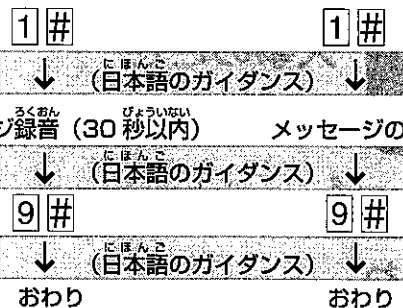 1 # 1 #
↓ (日本語のガイダンス) ↓
ジ録音 (30秒以内) メッセージの
↓ (日本語のガイダンス) ↓
9 # 9 #
↓ (日本語のガイダンス) ↓
おわり おわり